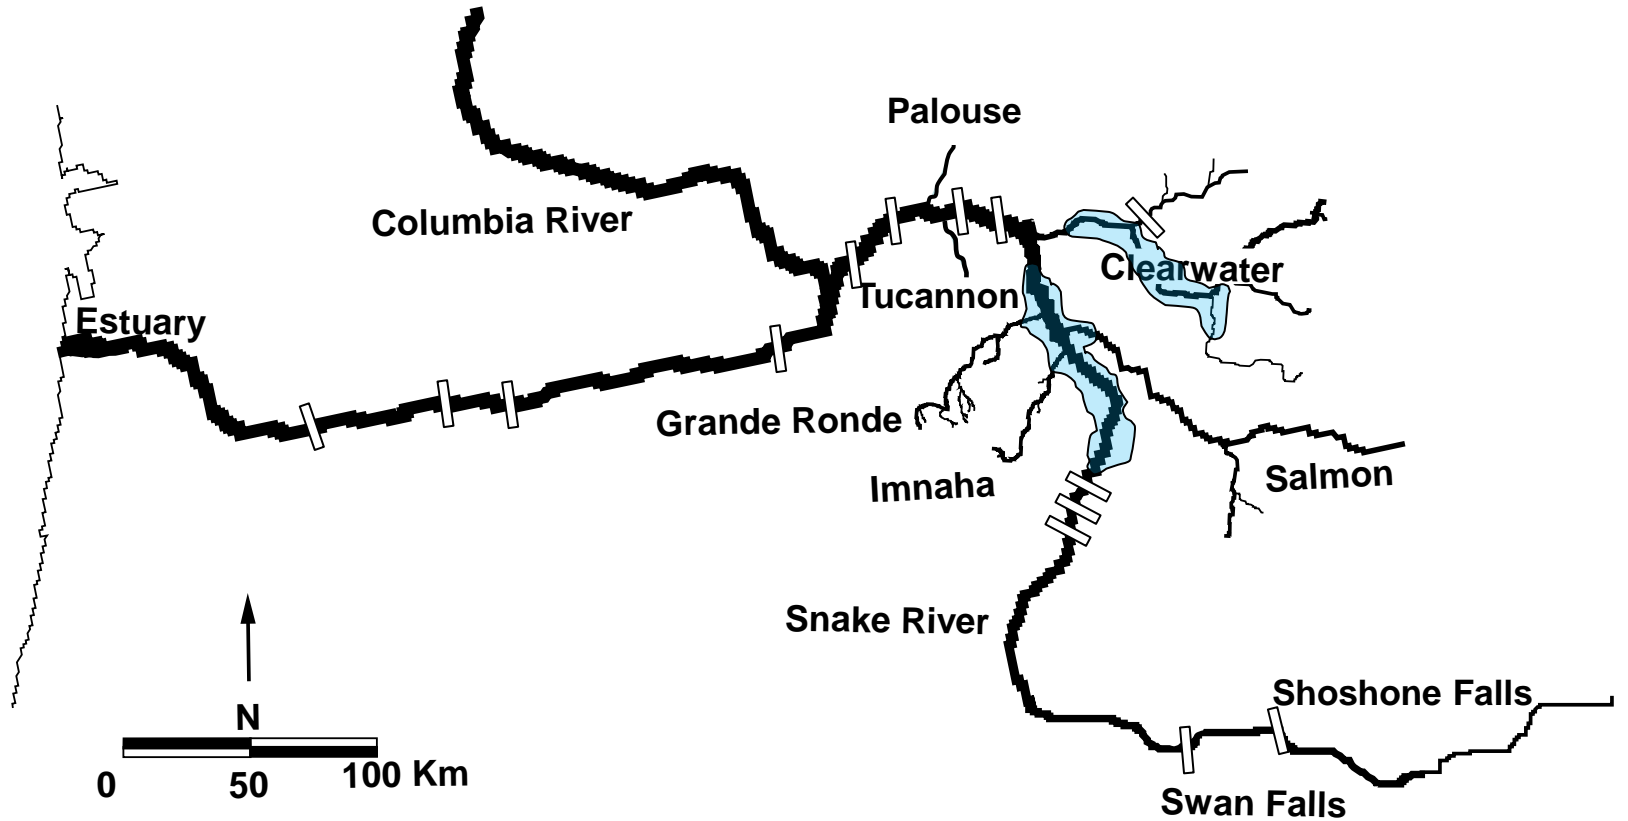 Palouse
Columbia River
Clearwater
Tucannon
Estuary
Grande Ronde
Salmon
Imnaha
Snake River
Shoshone Falls
N
0 50 100 Km
Swan Falls